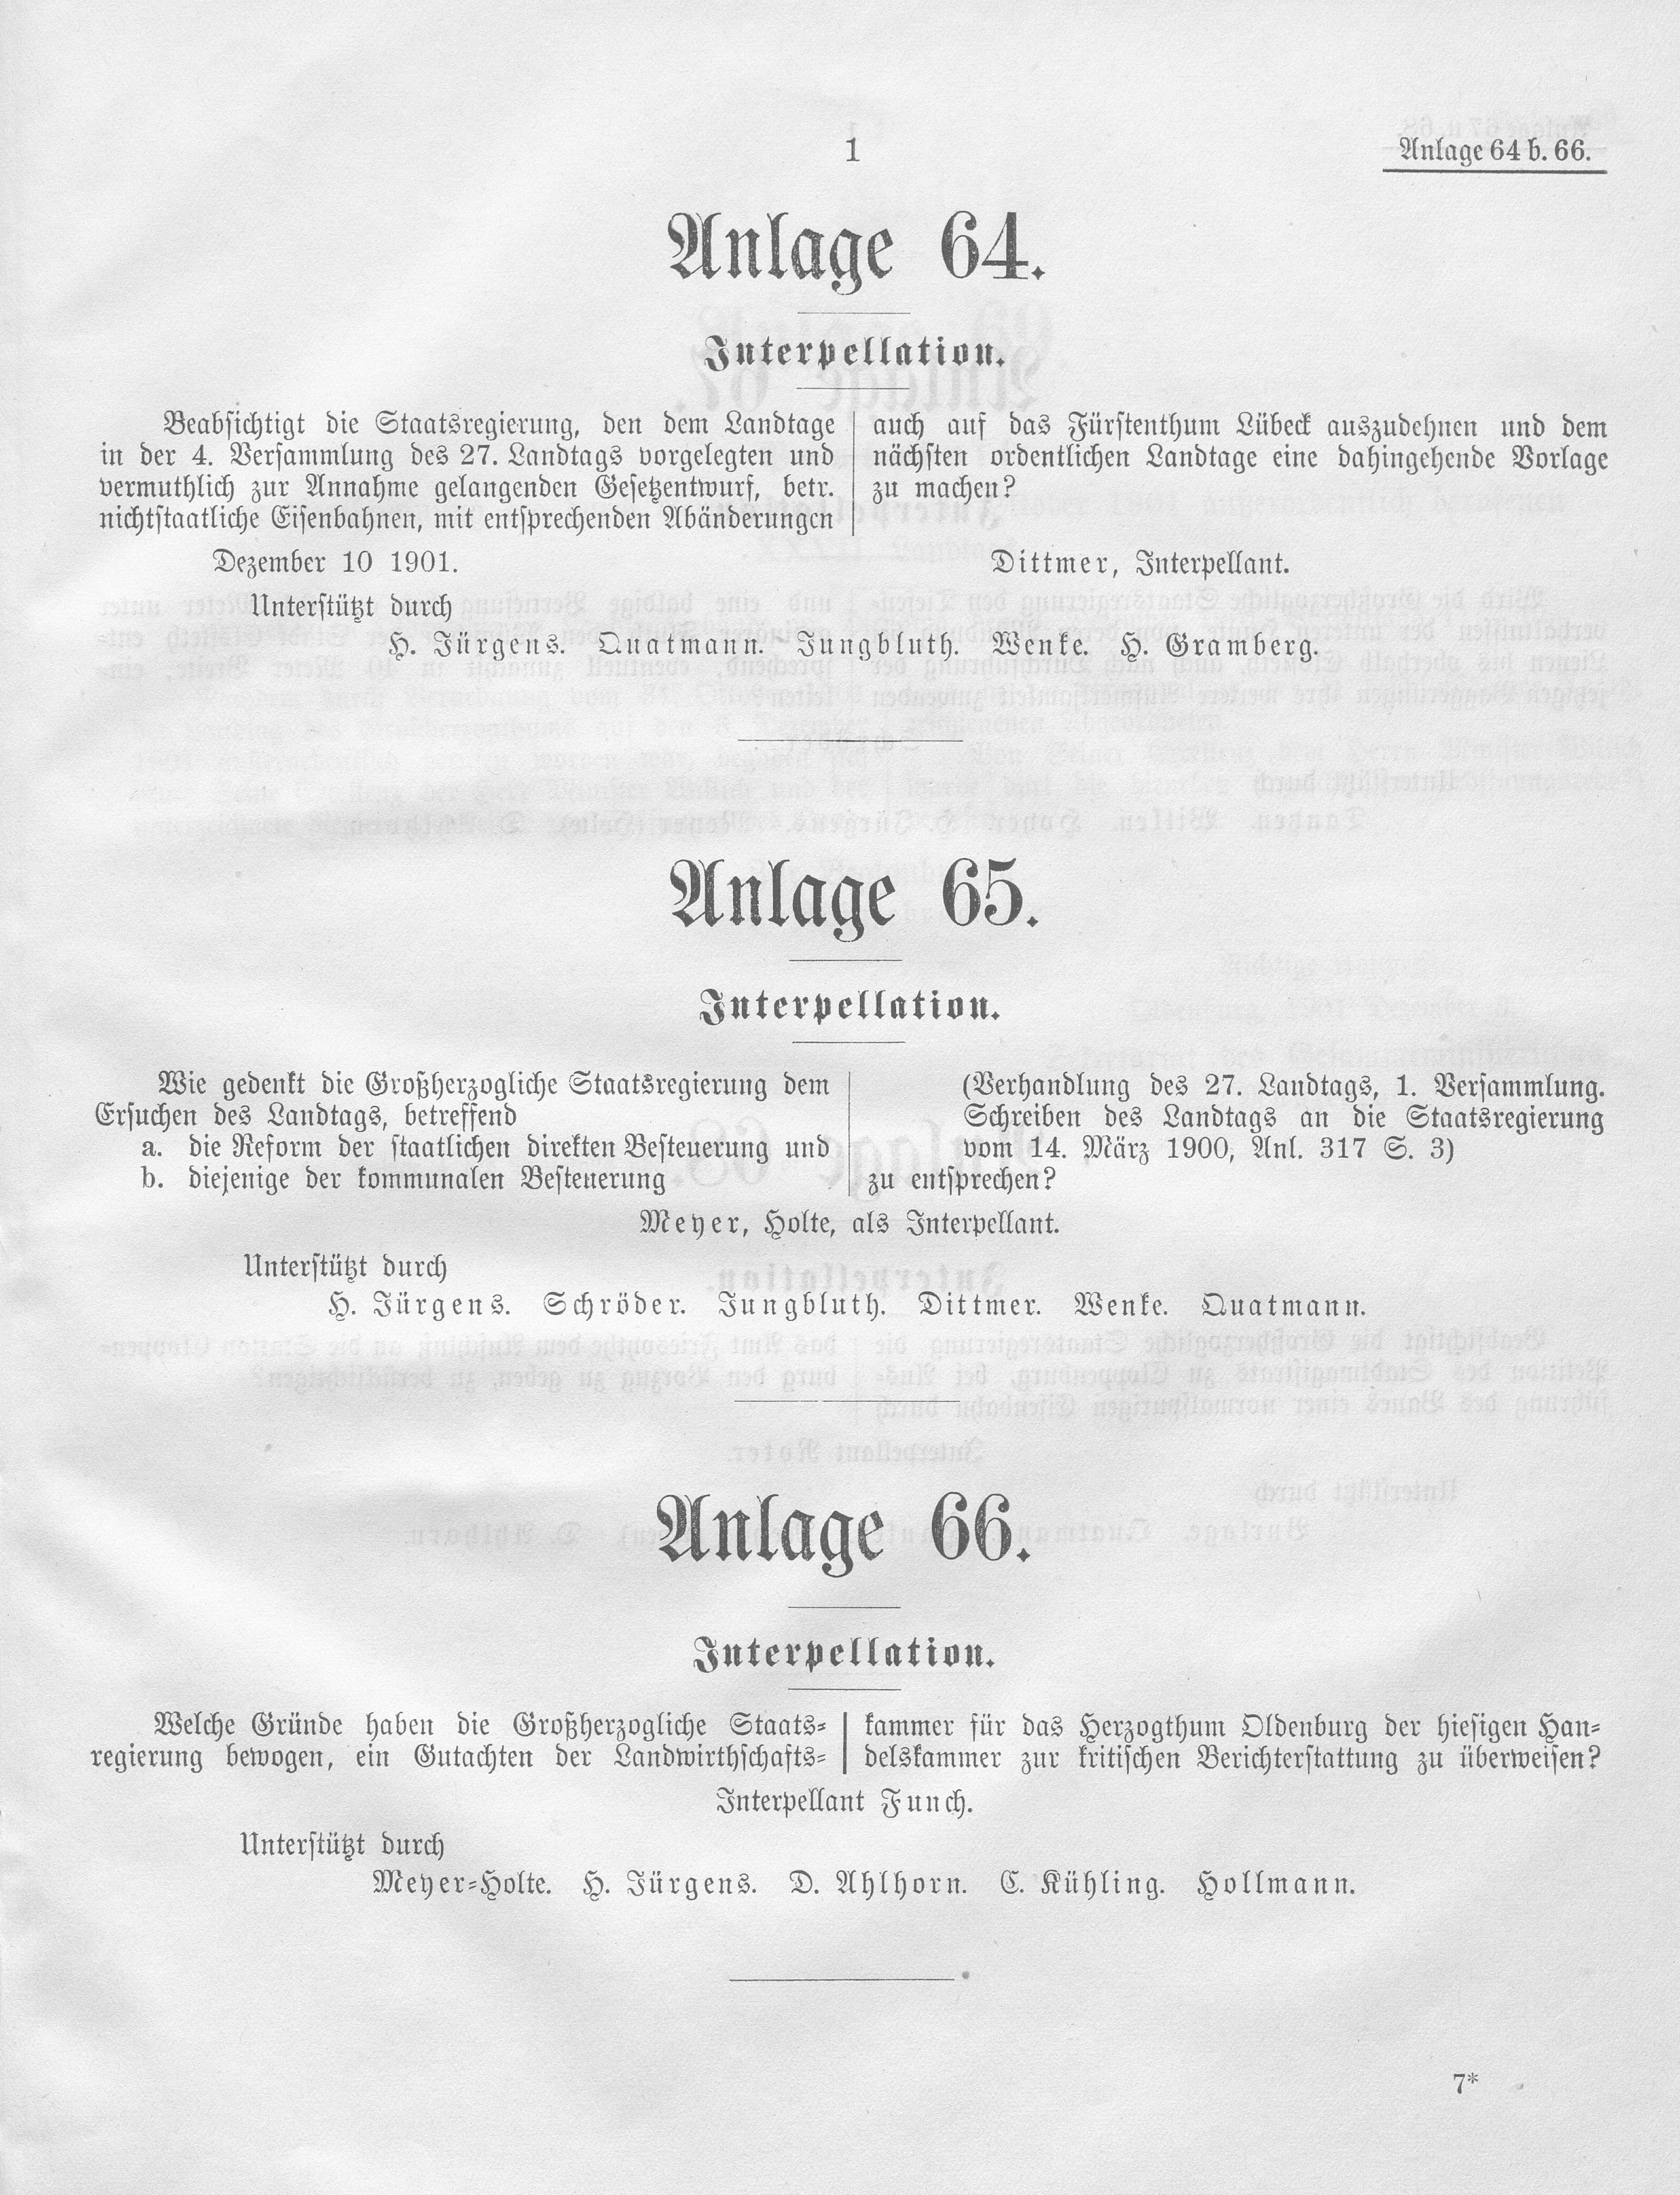 1
Anlage 64 b. 66.
Anlage 64.
Interpellation.
Beabsichtigt die Staatsregierung, den dem Landtage
in der 4. Versammlung des 27. Landtags vorgelegten und
vermuthlich zur Annahme gelangenden Gesetzentwurf, betr.
nichtstaatliche Eisenbahnen, mit entsprechenden Abänderungen
auch auf das Fürstenthum Lübeck auszudehnen und dem
nächsten ordentlichen Landtage eine dahingehende Vorlage
zu machen?
Dezember 10 1901.
Dittmer, Interpellant.
Unterstützt durch
H. Jürgens. Quatmann. Jungbluth. Wenke. H. Gramberg.
Anlage 65.
Interpellation.
Wie gedenkt die Großherzogliche Staatsregierung dem
Ersuchen des Landtags, betreffend
a. die Reform der staatlichen direkten Besteuerung und
b. diejenige der kommunalen Besteuerung
(Verhandlung des 27. Landtags, 1. Versammlung.
Schreiben des Landtags an die Staatsregierung
vom 14. März 1900, Anl. 317 S. 3)
zu entsprechen?
Meyer, Holte, als Interpellant.
Unterstützt durch
H. Jürgens. Schröder. Jungbluth. Dittmer. Wenke. Quatmann.
Anlage 66.
Interpellation.
Welche Gründe haben die Großherzogliche Staats-
regierung bewogen, ein Gutachten der Landwirthschafts-
kammer für das Herzogthum Oldenburg der hiesigen Han-
delskammer zur kritischen Berichterstattung zu überweisen?
Interpellant Funch.
Unterstützt durch
Meyer-Holte. H. Jürgens. D. Ahlhorn. C. Kühling. Hollmann.
7*